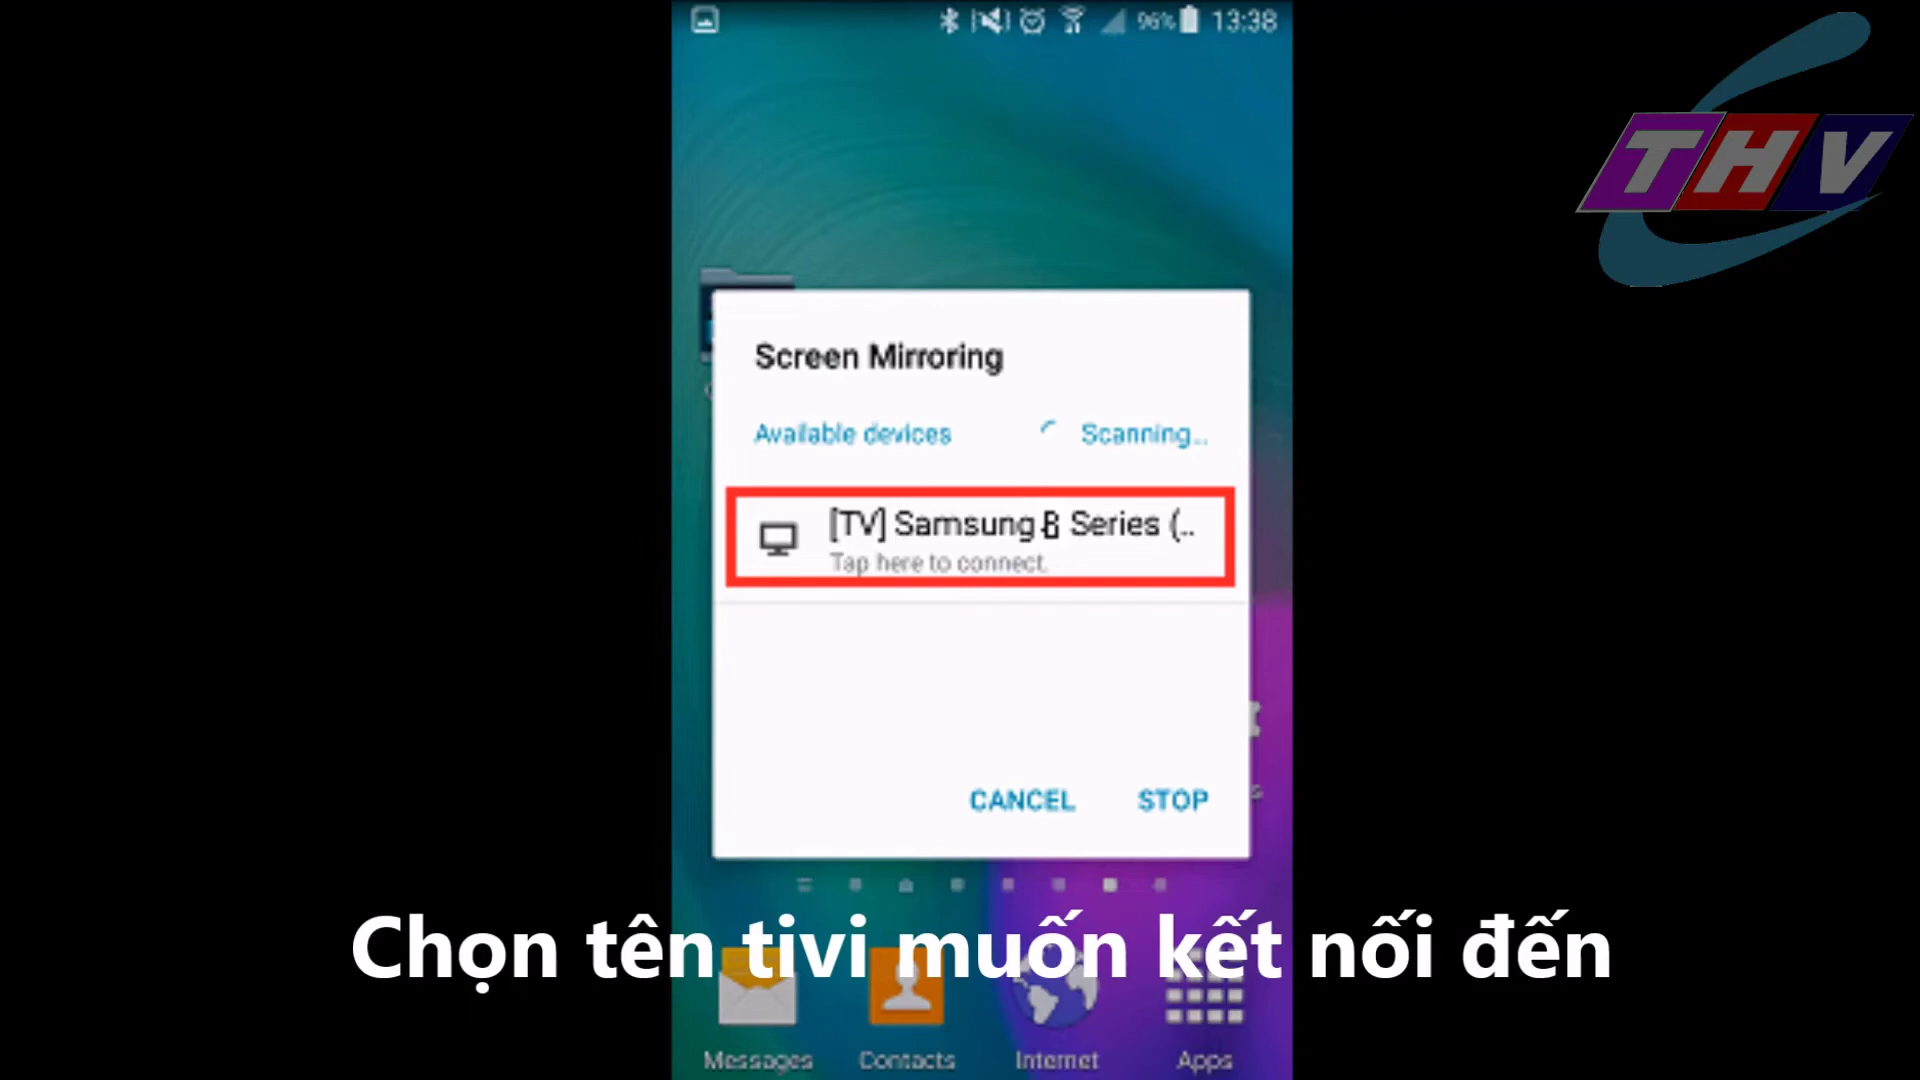 96% 13:38
THV
Screen Mirroring
Available devices Scanning...
[TV] Samsung 8 Series (..
Tap here to connect.
CANCEL STOP
Chọn tên tivi muốn kết nối đến
Messages Contacts Internet Apps